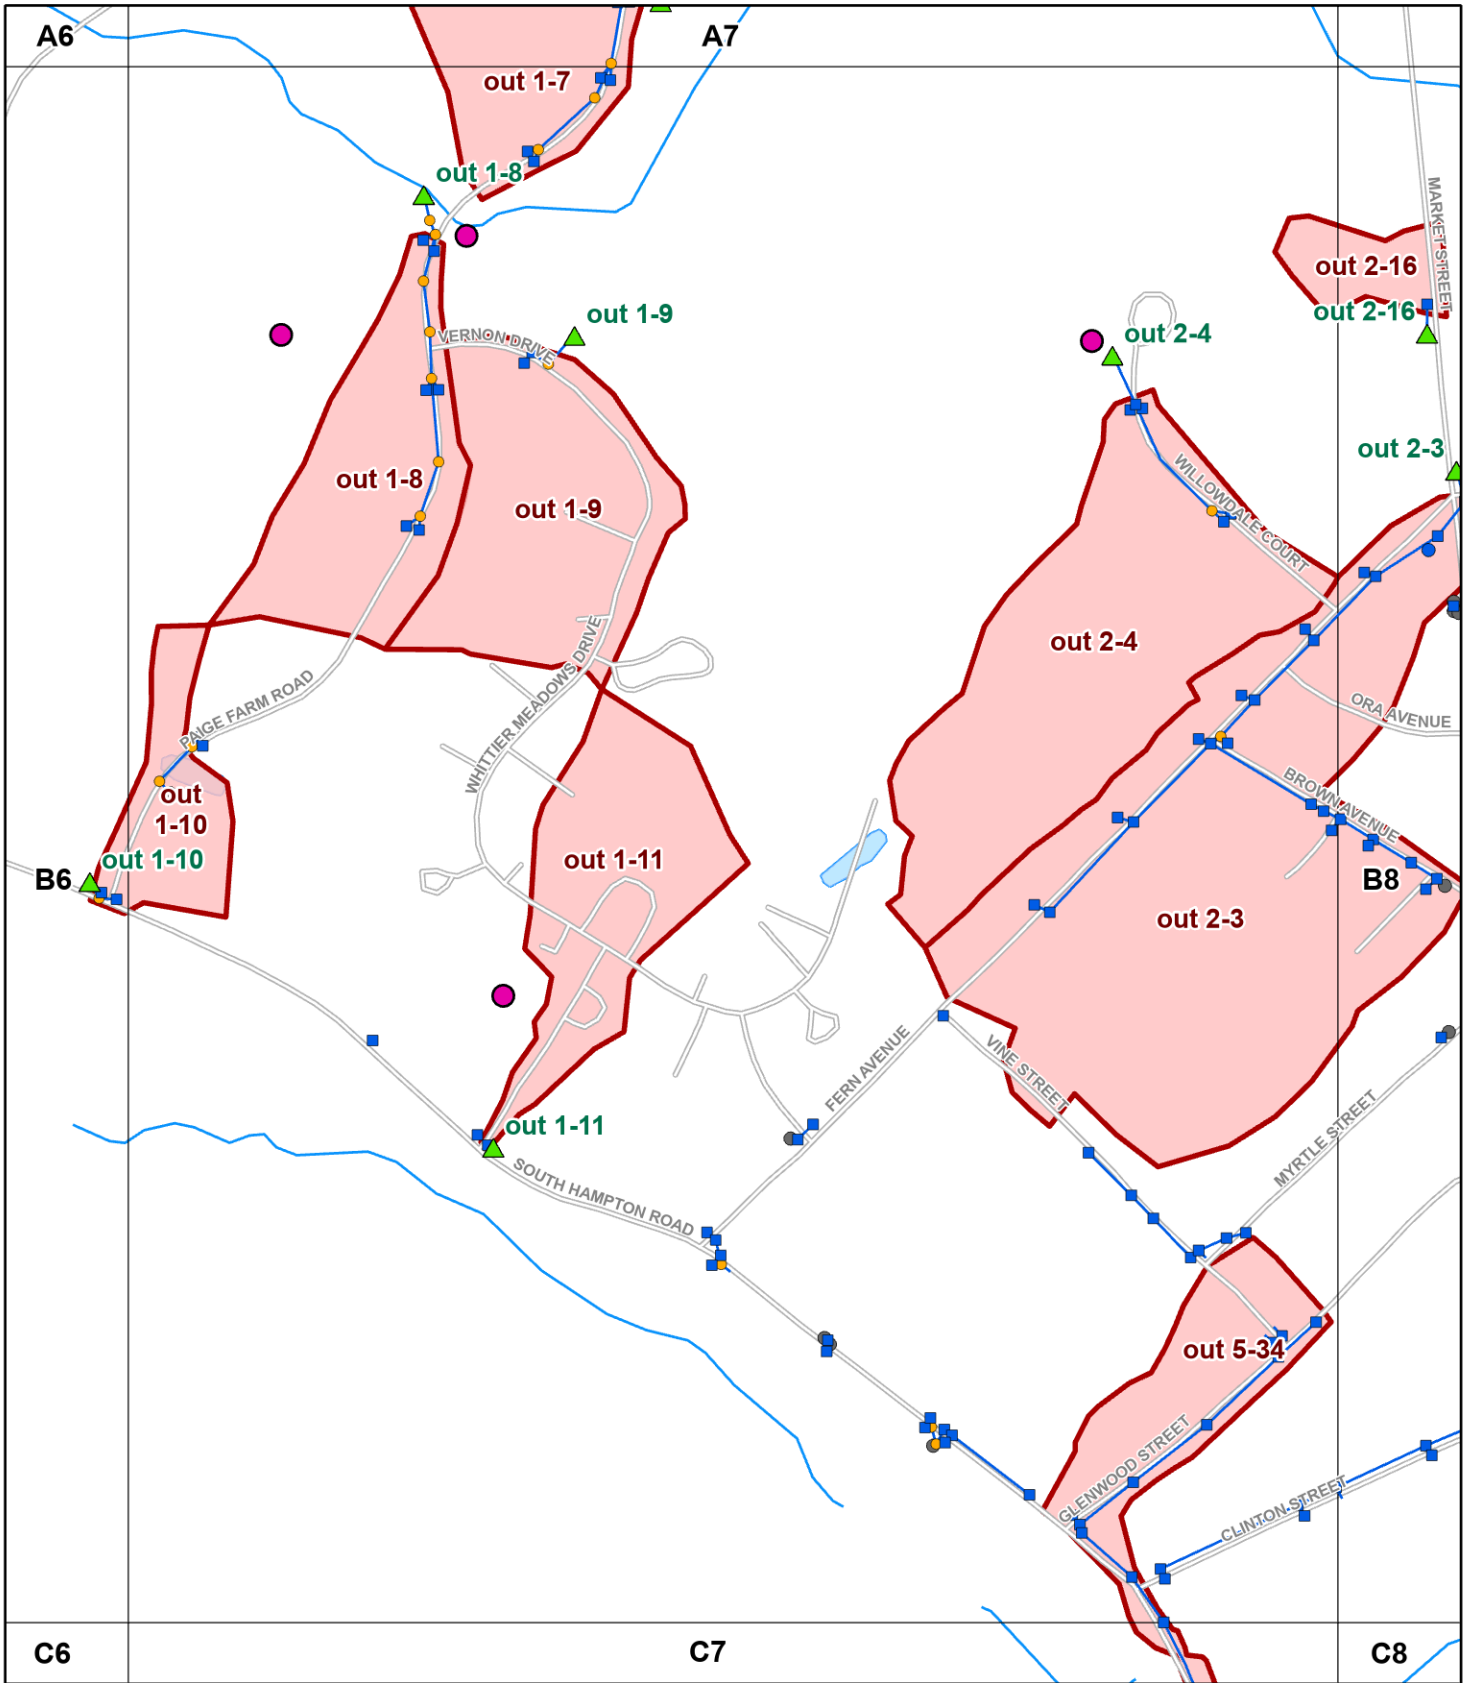 A6
A7
out 1-7
out 1-8
MARKET STREET
out 2-16
out 2-16
out 1-9
VERNON DRIVE
out 2-4
out 2-3
out 1-8
out 1-9
WILLOWDALE COURT
out 2-4
WHITTIER MEADOWS DRIVE
PAIGE FARM ROAD
ORA AVENUE
BROWN AVENUE
out
1-10
out 1-10
out 1-11
B6
B8
out 2-3
VINE STREET
FERN AVENUE
MYRTLE STREET
out 1-11
SOUTH HAMPTON ROAD
out 5-34
GLENWOOD STREET
CLINTON STREET
C6
C7
C8